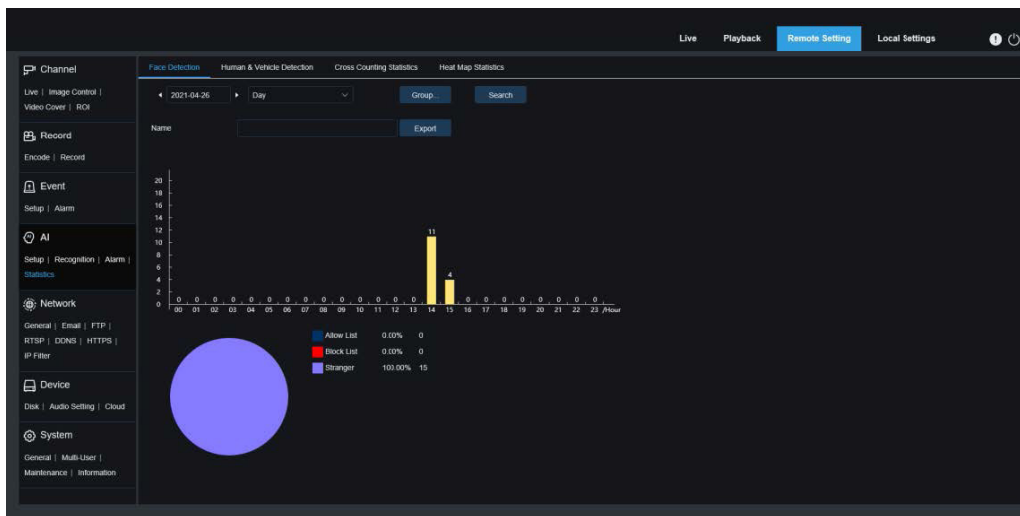 Live Playback Remote Setting Local Settings
Channel
Live | Image Control |
Video Cover | ROI
Record
Encode | Record
Event
Setup | Alarm
AI
Setup | Recognition | Alarm |
Statistics
Network
General | Email | FTP |
RTSP | DDNS | HTTPS |
IP Filter
Device
Disk | Audio Setting | Cloud
System
General | Multi-User |
Maintenance | Information
Face Detection Human & Vehicle Detection Cross Counting Statistics Heat Map Statistics
2021-04-26 Day Group... Search
Name Export
20
18
16
14
12
10
8
6
4
2
0
0 0 0 0 0 0 0 0 0 0 0 0 0 0 11 4 0 0 0 0 0 0 0 0
00 01 02 03 04 05 06 07 08 09 10 11 12 13 14 15 16 17 18 19 20 21 22 23 /Hour
Allow List 0.00% 0
Block List 0.00% 0
Stranger 100.00% 15